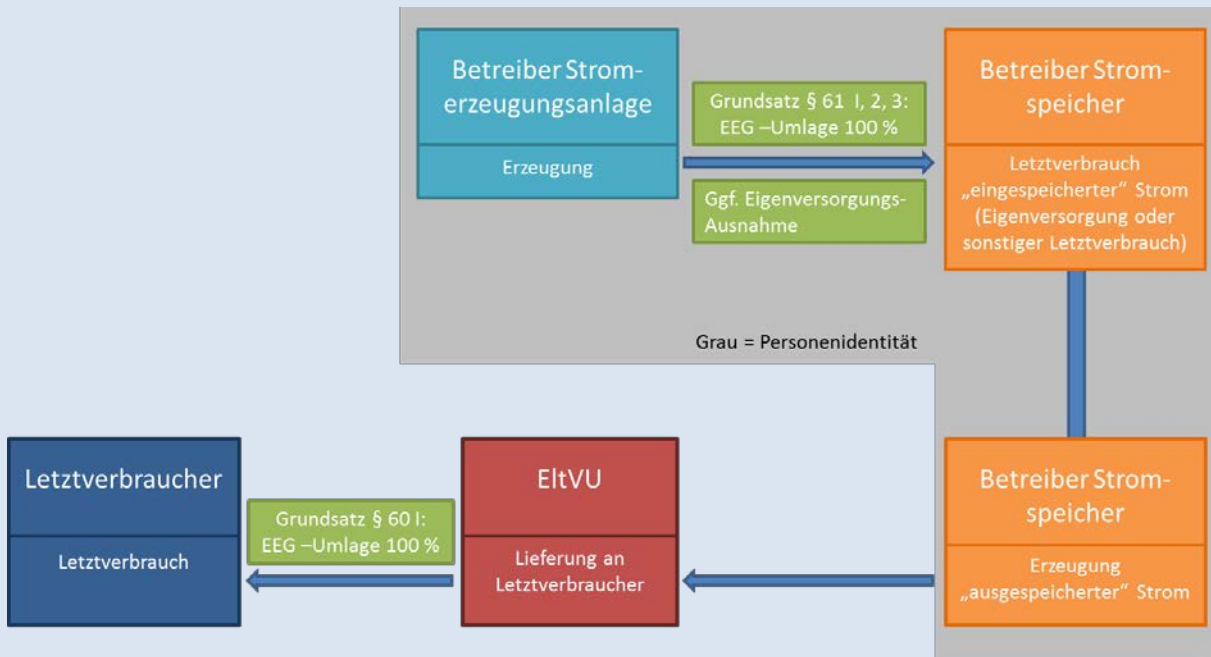 Betreiber Strom-
erzeugungsanlage
Erzeugung
Grundsatz § 61 I, 2, 3:
EEG –Umlage 100 %
Ggf. Eigenversorgungs-
Ausnahme
Betreiber Strom-
speicher
Letztverbrauch
„eingespeicherter“ Strom
(Eigenversorgung oder
sonstiger Letztverbrauch)
Grau = Personenidentität
Letztverbraucher
Letztverbrauch
Grundsatz § 60 I:
EEG –Umlage 100 %
EltVU
Lieferung an
Letztverbraucher
Betreiber Strom-
speicher
Erzeugung
„ausgespeicherter“ Strom